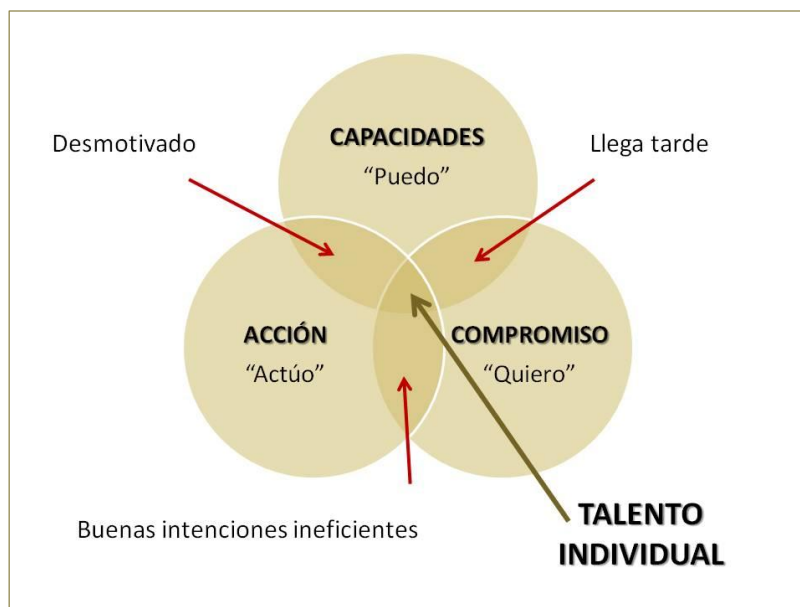 CAPACIDADES
“Puedo”
Desmotivado
Llega tarde
ACCIÓN
“Actúo”
COMPROMISO
“Quiero”
Buenas intenciones ineficientes
TALENTO
INDIVIDUAL